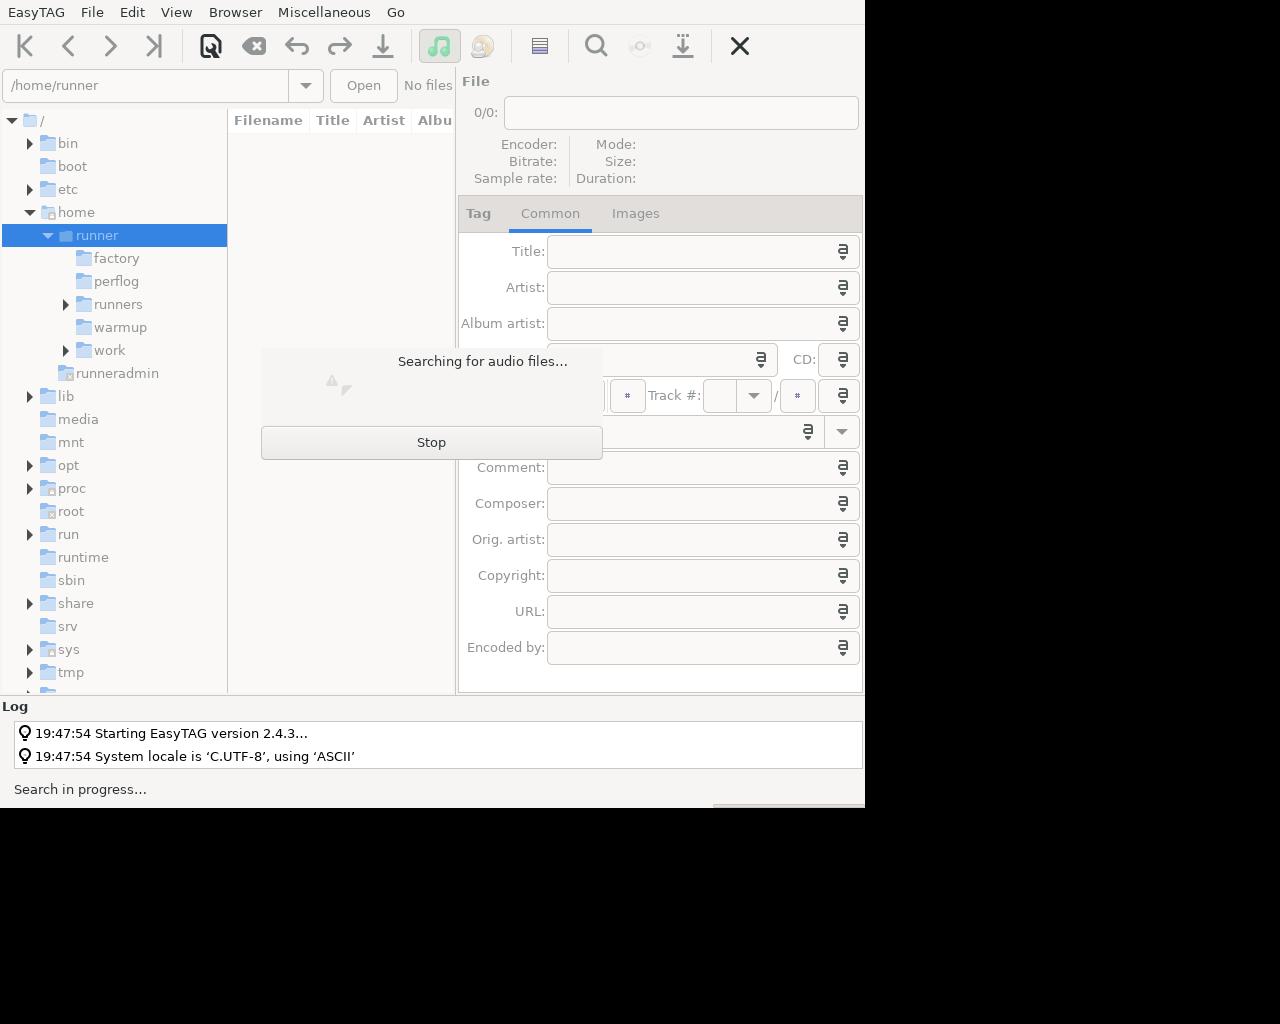 EasyTAG File Edit View Browser Miscellaneous Go
/home/runner Open No files
File
0/0:
Encoder: Mode:
Bitrate: Size:
Sample rate: Duration:
/
bin
boot
etc
home
runner
factory
perflog
runners
warmup
work
runneradmin
lib
media
mnt
opt
proc
root
run
runtime
sbin
share
srv
sys
tmp
Filename Title Artist Albu
Tag Common Images
Title:
Artist:
Album artist:
CD:
# Track #: / #
Comment:
Composer:
Orig. artist:
Copyright:
URL:
Encoded by:
Searching for audio files...
Stop
Log
19:47:54 Starting EasyTAG version 2.4.3...
19:47:54 System locale is ‘C.UTF-8’, using ‘ASCII’
Search in progress...